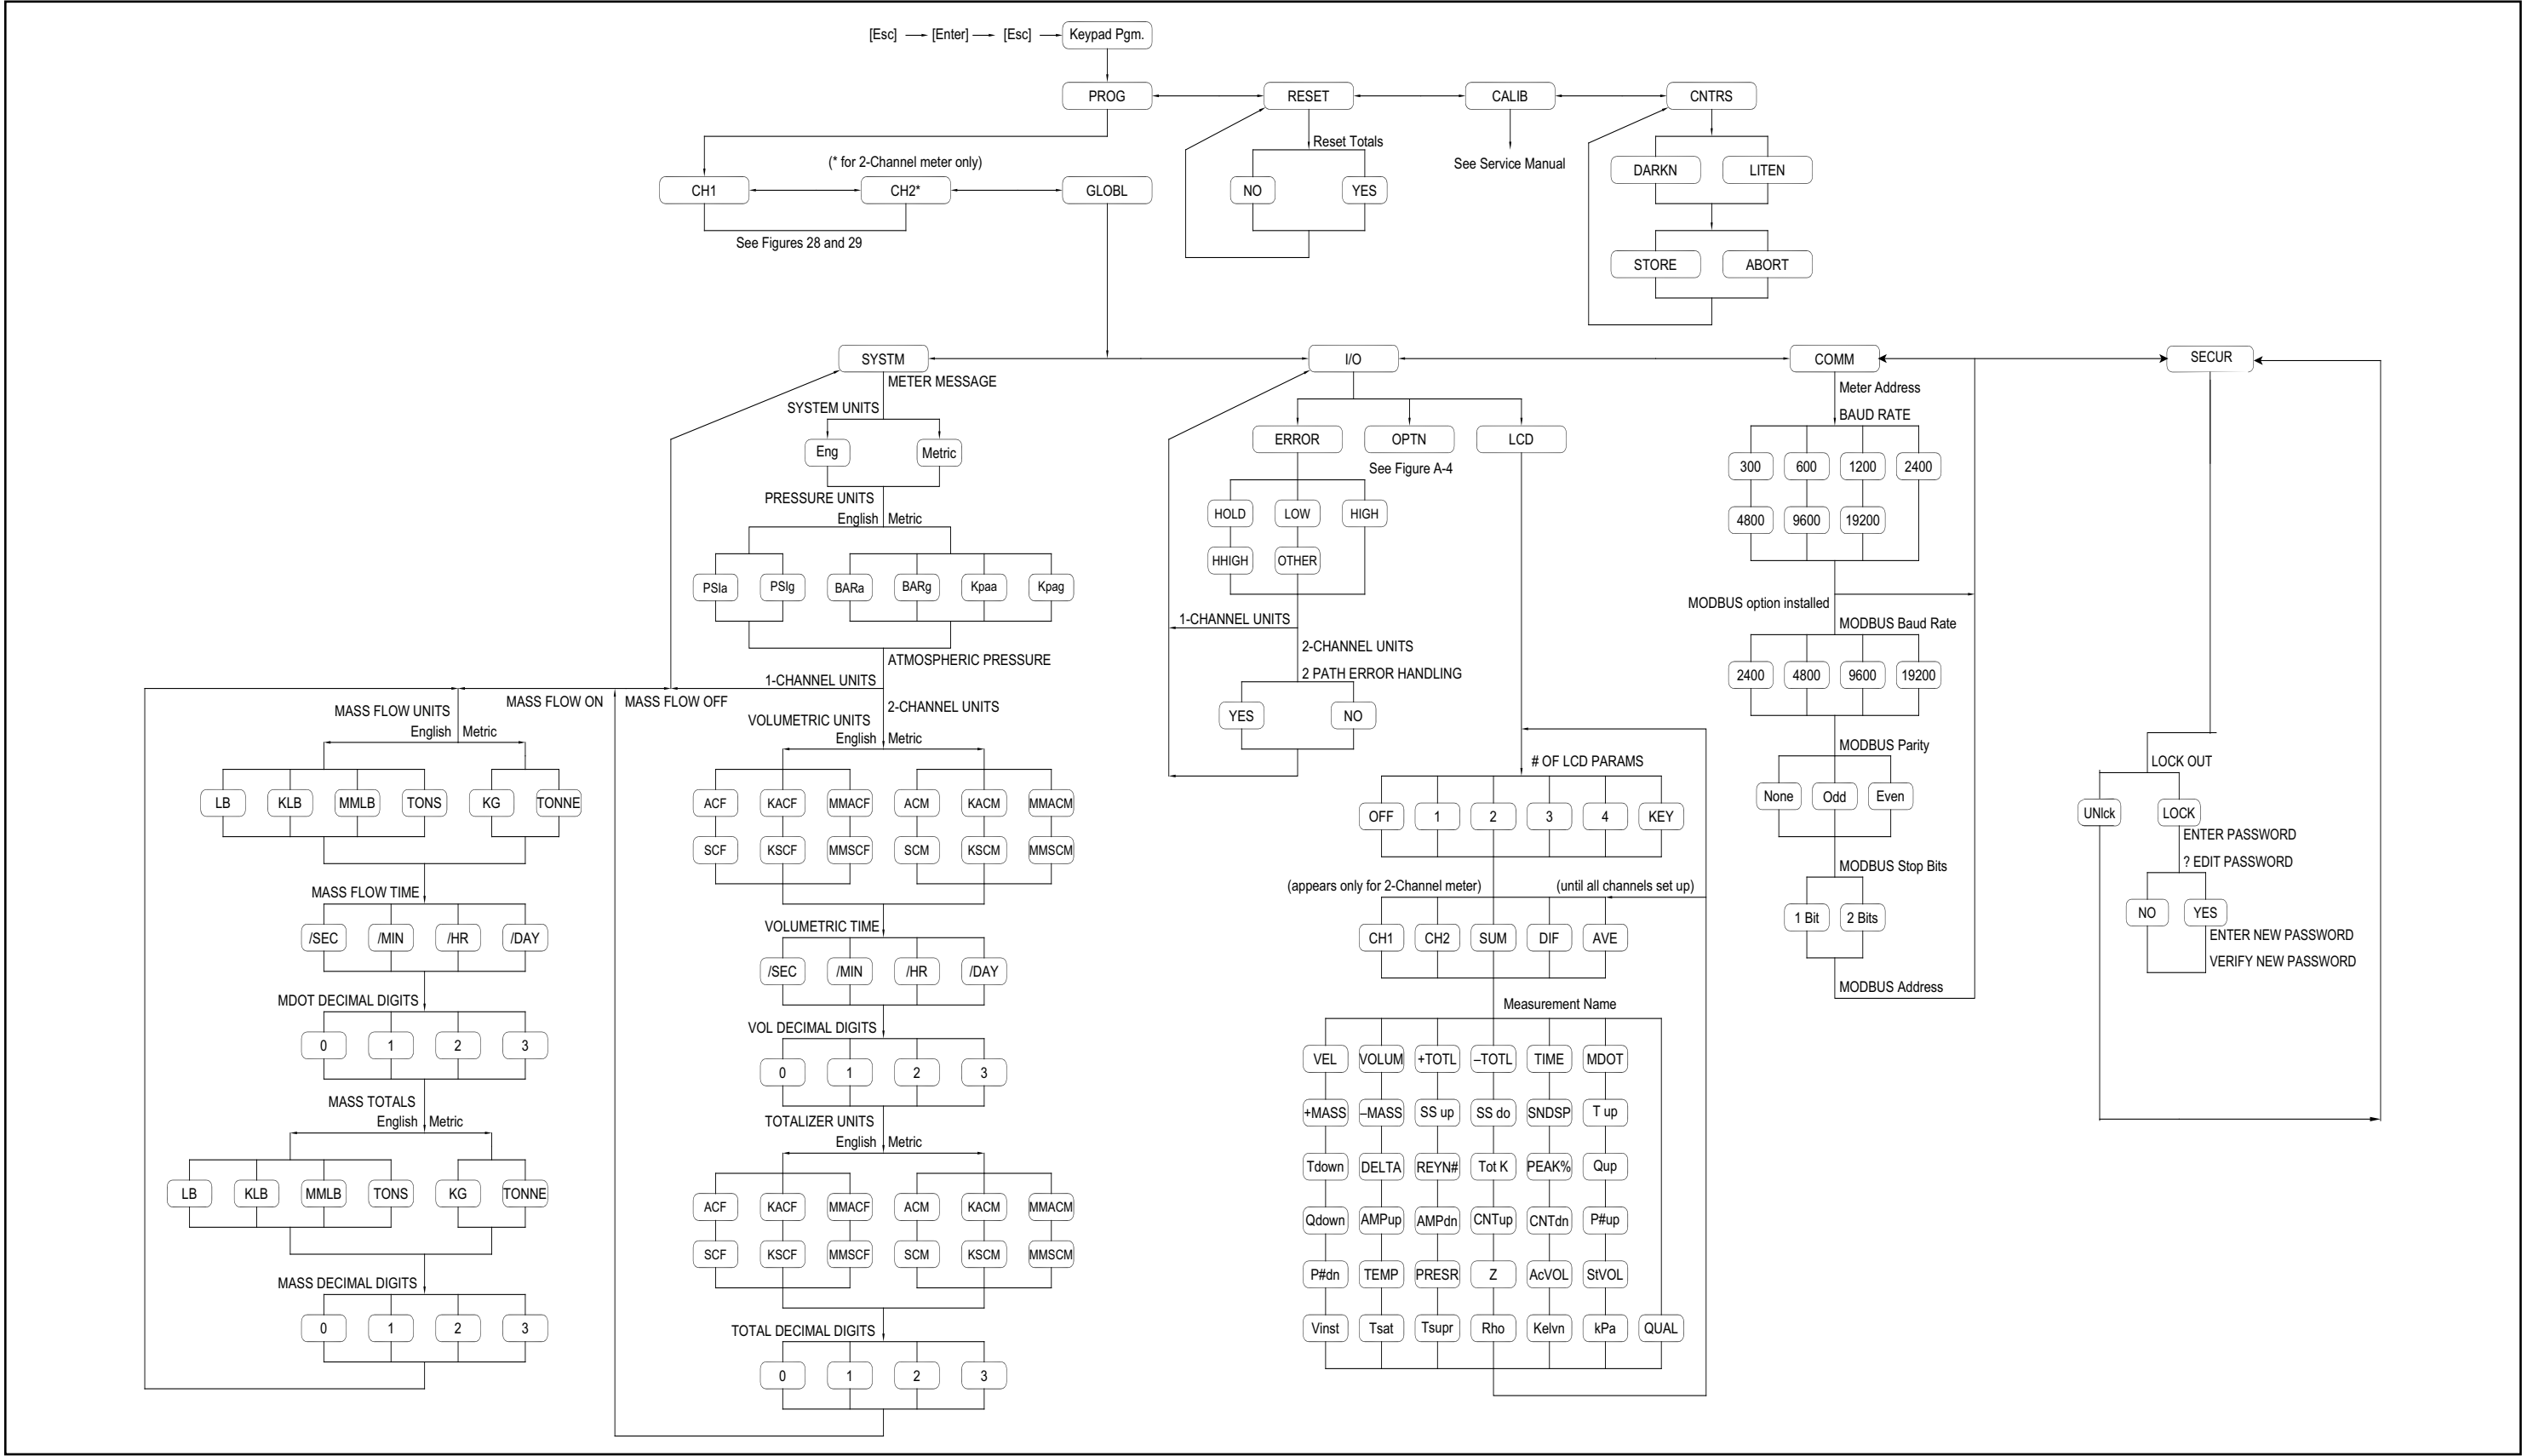 [Esc] [Enter] [Esc] Keypad Pgm.
PROG RESET CALIB CNTRS
Reset Totals
(* for 2-Channel meter only)
See Service Manual
DARKN LITEN
CH1 CH2* GLOBL
NO YES
See Figures 28 and 29
STORE ABORT
SYSTM I/O COMM SECUR
METER MESSAGE
SYSTEM UNITS
Eng Metric
PRESSURE UNITS
English Metric
PSIa PSIg BARa BARg Kpaa Kpag
ATMOSPHERIC PRESSURE
1-CHANNEL UNITS
MASS FLOW ON MASS FLOW OFF
2-CHANNEL UNITS
MASS FLOW UNITS
English Metric
LB KLB MMLB TONS KG TONNE
MASS FLOW TIME
/SEC /MIN /HR /DAY
MDOT DECIMAL DIGITS
0 1 2 3
MASS TOTALS
English Metric
LB KLB MMLB TONS KG TONNE
MASS DECIMAL DIGITS
0 1 2 3
VOLUMETRIC UNITS
English Metric
ACF KACF MMACF ACM KACM MMACM
SCF KSCF MMSCF SCM KSCM MMSCM
VOLUMETRIC TIME
/SEC /MIN /HR /DAY
VOL DECIMAL DIGITS
0 1 2 3
TOTALIZER UNITS
English Metric
ACF KACF MMACF ACM KACM MMACM
SCF KSCF MMSCF SCM KSCM MMSCM
TOTAL DECIMAL DIGITS
0 1 2 3
ERROR OPTN LCD
See Figure A-4
HOLD LOW HIGH
HHIGH OTHER
1-CHANNEL UNITS
2-CHANNEL UNITS
2 PATH ERROR HANDLING
YES NO
# OF LCD PARAMS
OFF 1 2 3 4 KEY
(appears only for 2-Channel meter) (until all channels set up)
CH1 CH2 SUM DIF AVE
Measurement Name
VEL VOLUM +TOTL –TOTL TIME MDOT
+MASS –MASS SS up SS do SNDSP T up
Tdown DELTA REYN# Tot K PEAK% Qup
Qdown AMPup AMPdn CNTup CNTdn P#up
P#dn TEMP PRESR Z AcVOL StVOL
Vinst Tsat Tsupr Rho Kelvn kPa QUAL
Meter Address
BAUD RATE
300 600 1200 2400
4800 9600 19200
MODBUS option installed
MODBUS Baud Rate
2400 4800 9600 19200
MODBUS Parity
None Odd Even
MODBUS Stop Bits
1 Bit 2 Bits
MODBUS Address
LOCK OUT
UNlck LOCK
ENTER PASSWORD
? EDIT PASSWORD
NO YES
ENTER NEW PASSWORD
VERIFY NEW PASSWORD